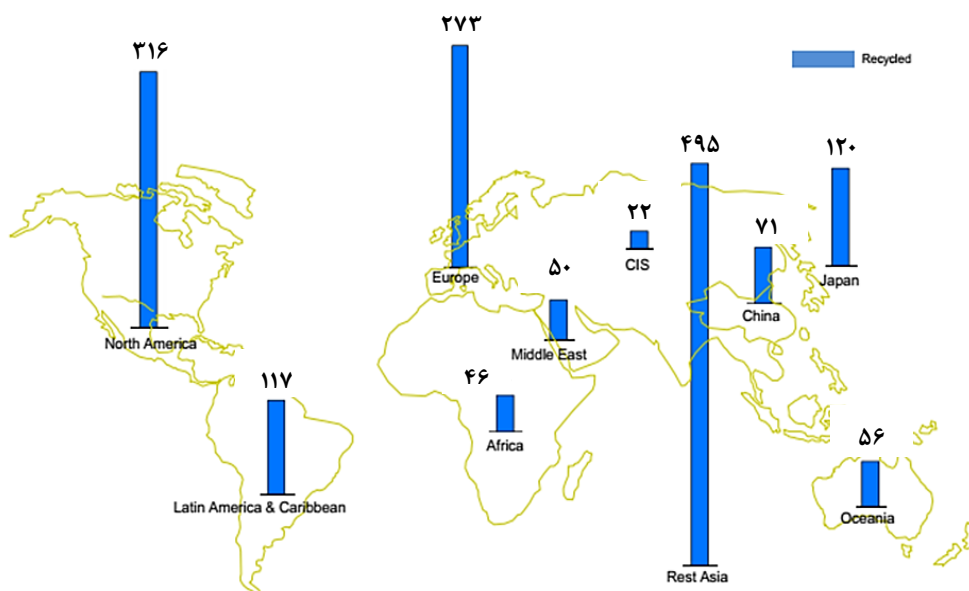 ۲۷۳
۳۱۶
Recycled
۴۹۵
۱۲۰
۲۲
۷۱
CIS
۵۰
Europe
Japan
China
North America
Middle East
۱۱۷
۴۶
۵۶
Africa
Latin America & Caribbean
Oceania
Rest Asia